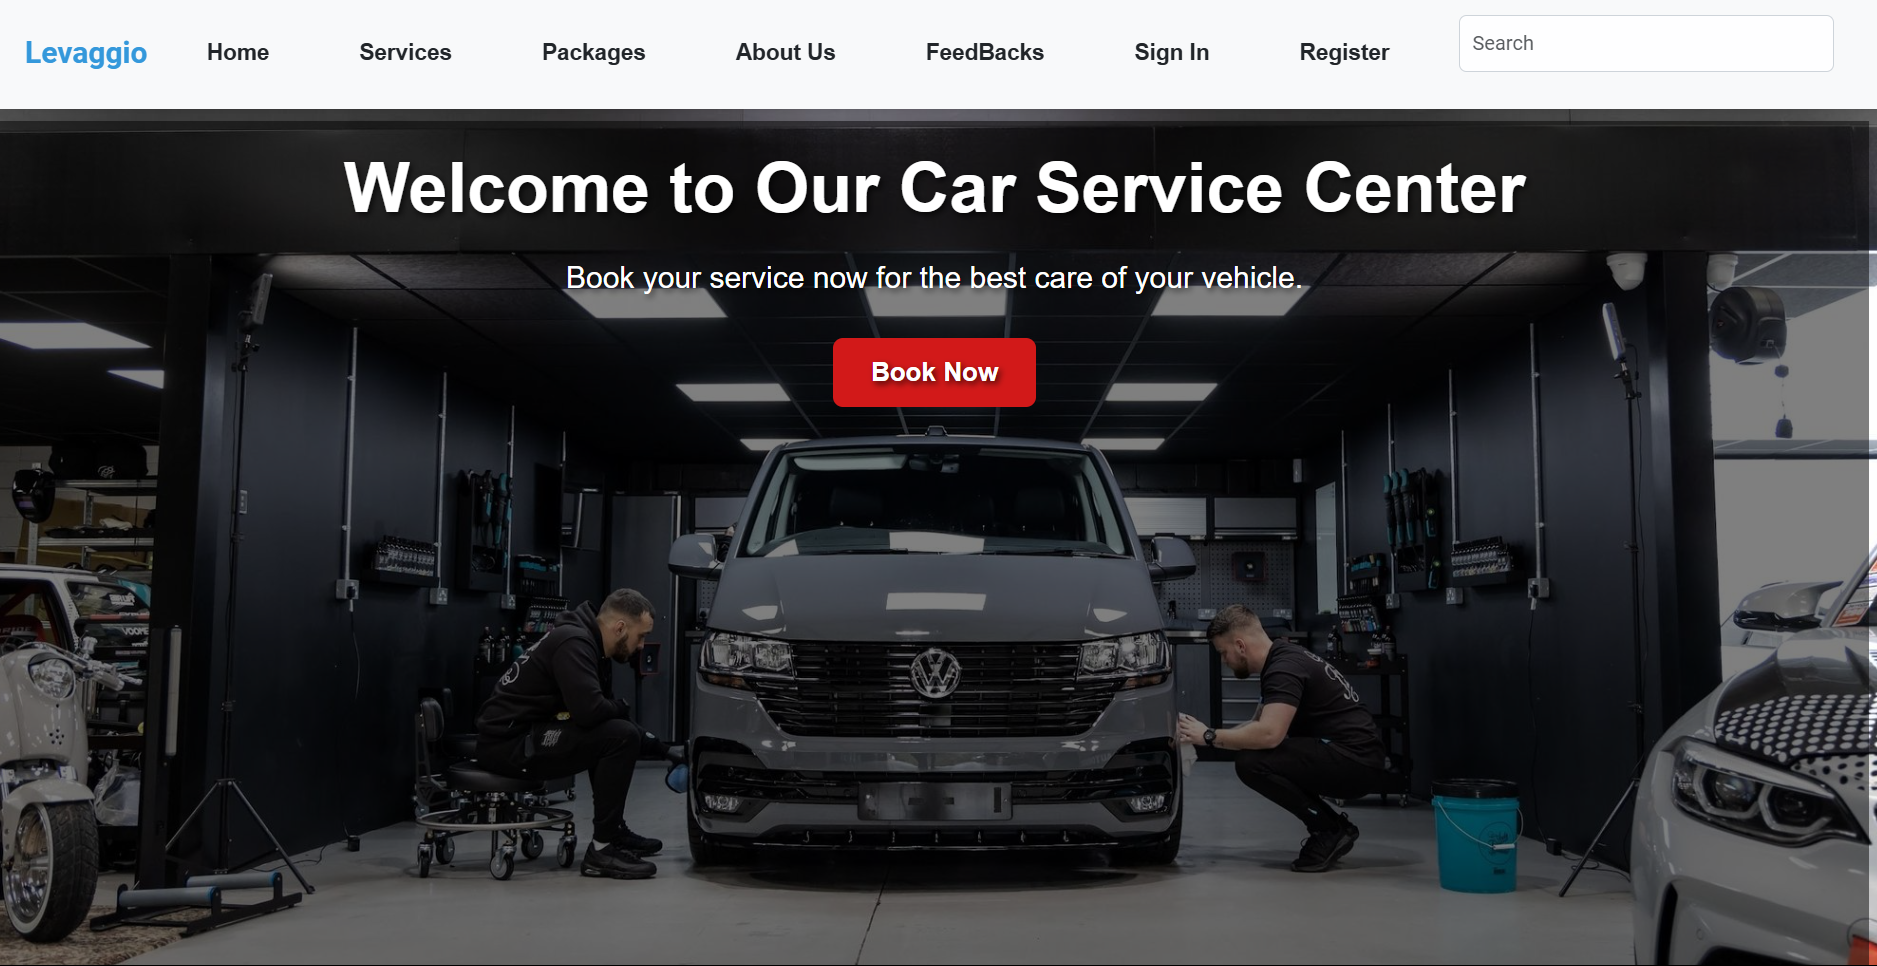 Levaggio Home Services Packages About Us FeedBacks Sign In Register Search
Welcome to Our Car Service Center
Book your service now for the best care of your vehicle.
Book Now